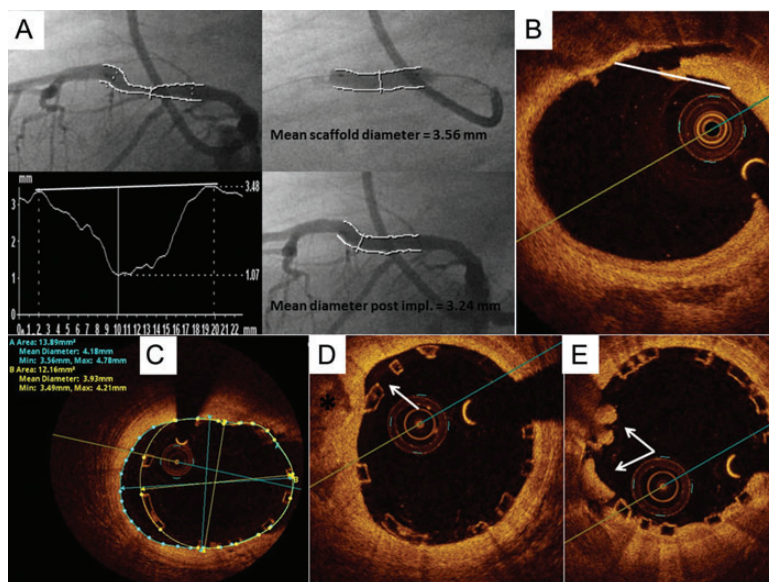 A
Mean scaffold diameter = 3.56 mm
mm
3
2
1
0
3.48
1.07
2 3 4 5 6 7 8 9 10 11 12 13 14 15 16 17 18 19 20 21 22 mm
Mean diameter post impl. = 3.24 mm
B
A Area: 13.89mm²
Mean Diameter: 4.18mm
Min: 3.56mm, Max: 4.78mm
B Area: 12.16mm²
Mean Diameter: 3.93mm
Min: 3.49mm, Max: 4.21mm
C
A
B
D
*
E